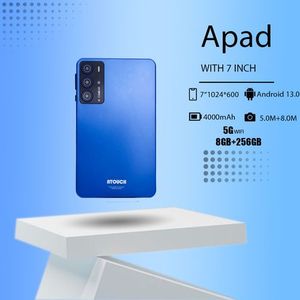 Apad
WITH 7 INCH
7"1024*600 Android 13.0
4000mAh 5.0M+8.0M
5G wifi
8GB+256GB
ATOUCH